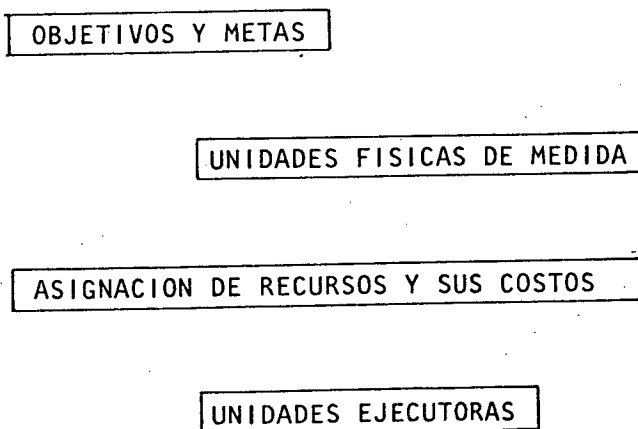 OBJETIVOS Y METAS
UNIDADES FISICAS DE MEDIDA
ASIGNACION DE RECURSOS Y SUS COSTOS
UNIDADES EJECUTORAS